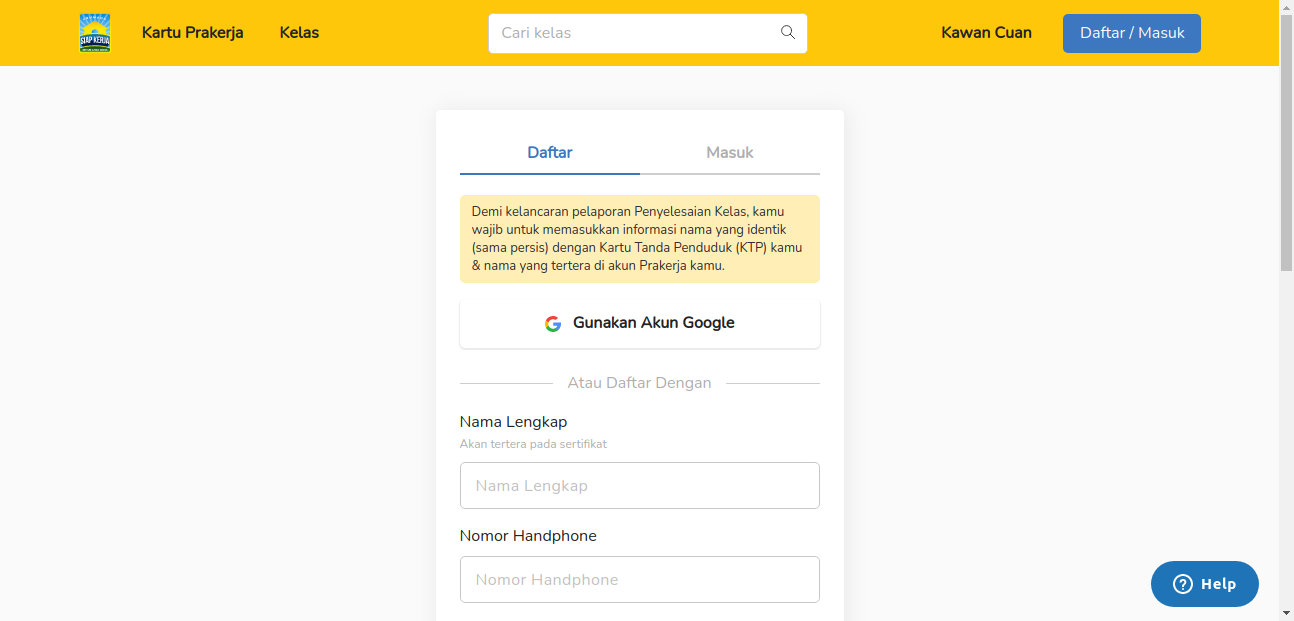 SIAP KERJA
Kartu Prakerja
Kelas
Cari kelas
Kawan Cuan
Daftar / Masuk
Daftar
Masuk
Demi kelancaran pelaporan Penyelesaian Kelas, kamu
wajib untuk memasukkan informasi nama yang identik
(sama persis) dengan Kartu Tanda Penduduk (KTP) kamu
& nama yang tertera di akun Prakerja kamu.
Gunakan Akun Google
Atau Daftar Dengan
Nama Lengkap
Akan tertera pada sertifikat
Nama Lengkap
Nomor Handphone
Nomor Handphone
Help